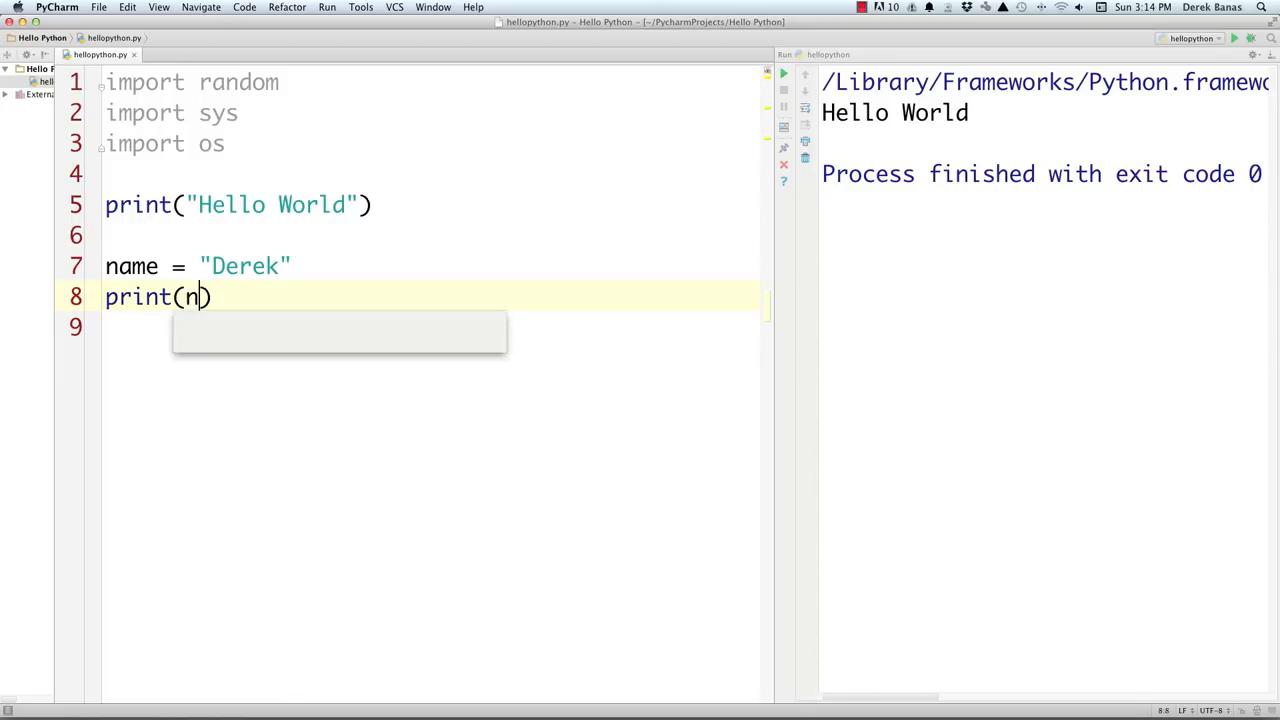 PyCharm File Edit View Navigate Code Refactor Run Tools VCS Window Help 10 Sun 3:14 PM Derek Banas
hellopython.py – Hello Python – [~/PycharmProjects/Hello Python]
Hello Python hellopython.py hellopython
hellopython.py Run hellopython
Hello P
hell
Extern
1 import random
2 import sys
3 import os
4
5 print("Hello World")
6
7 name = "Derek"
8 print(n)
9
/Library/Frameworks/Python.framewo
Hello World
Process finished with exit code 0
8:8 LF UTF-8